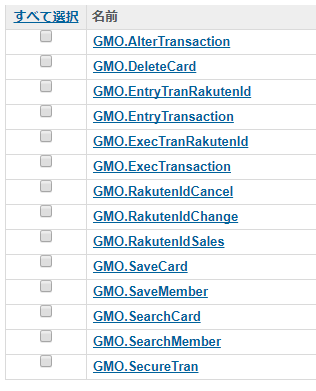 すべて選択 名前
GMO.AlterTransaction
GMO.DeleteCard
GMO.EntryTranRakutenId
GMO.EntryTransaction
GMO.ExecTranRakutenId
GMO.ExecTransaction
GMO.RakutenIdCancel
GMO.RakutenIdChange
GMO.RakutenIdSales
GMO.SaveCard
GMO.SaveMember
GMO.SearchCard
GMO.SearchMember
GMO.SecureTran